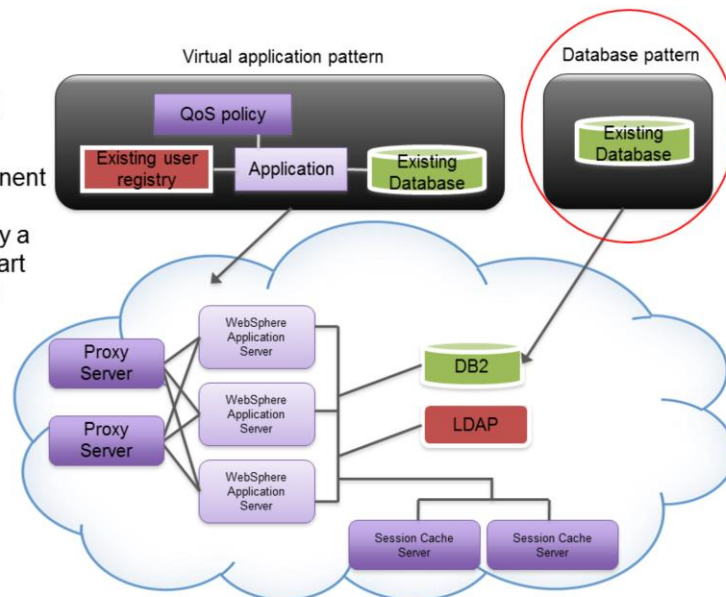 Virtual application pattern
Database pattern
QoS policy
Existing user
registry
Application
Existing
Database
Existing
Database
nent
y a
art
WebSphere
Application
Server
Proxy
Server
WebSphere
Application
Server
DB2
Proxy
Server
LDAP
WebSphere
Application
Server
Session Cache
Server
Session Cache
Server